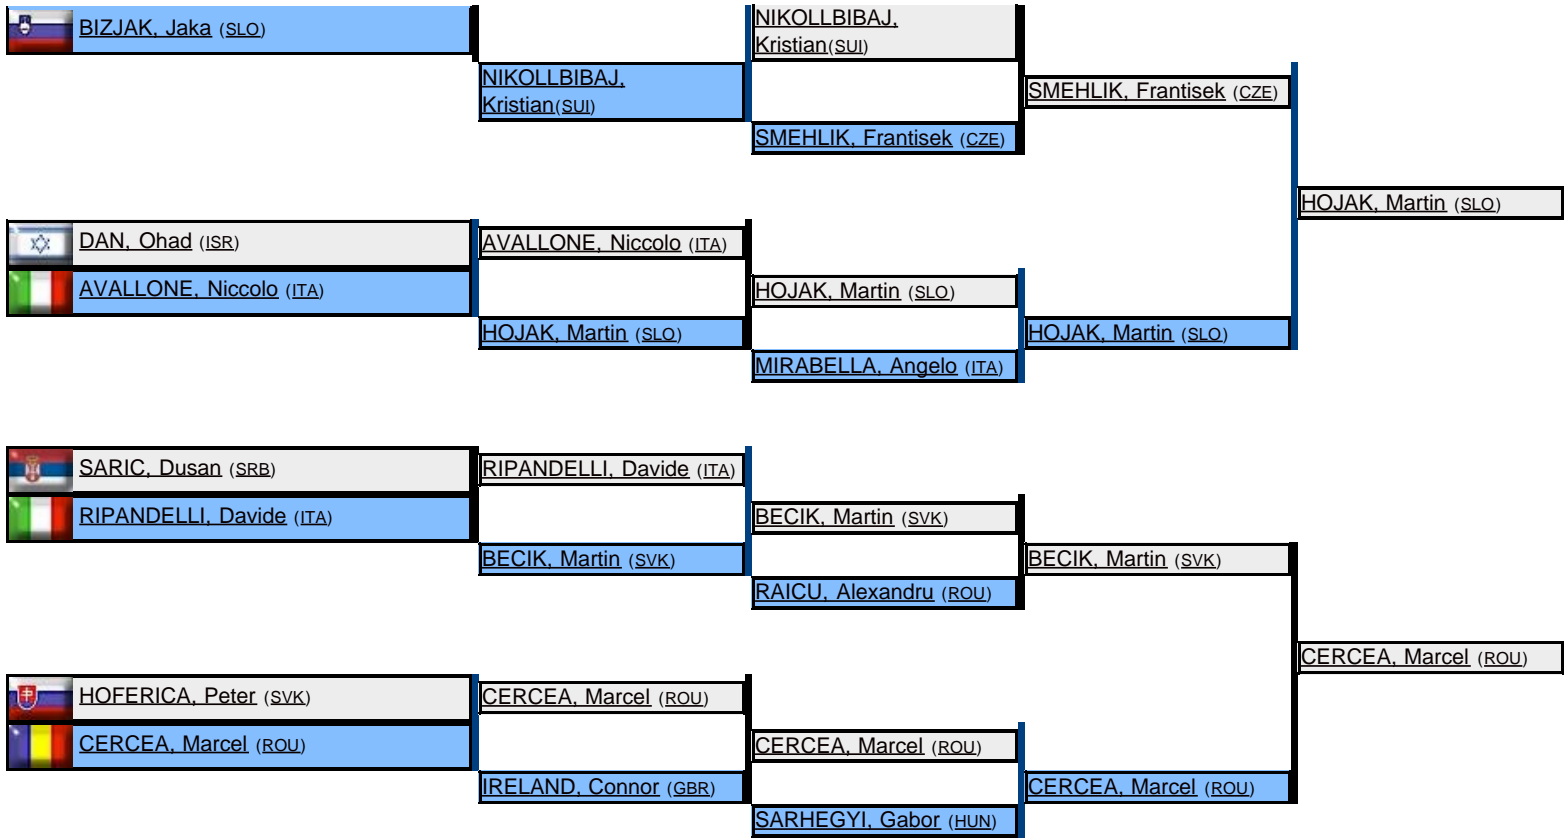 BIZJAK, Jaka (SLO)
NIKOLLBIBAJ,
Kristian(SUI)
NIKOLLBIBAJ,
Kristian(SUI)
SMEHLIK, Frantisek (CZE)
SMEHLIK, Frantisek (CZE)
HOJAK, Martin (SLO)
DAN, Ohad (ISR)
AVALLONE, Niccolo (ITA)
AVALLONE, Niccolo (ITA)
HOJAK, Martin (SLO)
HOJAK, Martin (SLO)
MIRABELLA, Angelo (ITA)
HOJAK, Martin (SLO)
SARIC, Dusan (SRB)
RIPANDELLI, Davide (ITA)
RIPANDELLI, Davide (ITA)
BECIK, Martin (SVK)
BECIK, Martin (SVK)
RAICU, Alexandru (ROU)
BECIK, Martin (SVK)
CERCEA, Marcel (ROU)
HOFERICA, Peter (SVK)
CERCEA, Marcel (ROU)
CERCEA, Marcel (ROU)
IRELAND, Connor (GBR)
CERCEA, Marcel (ROU)
SARHEGYI, Gabor (HUN)
CERCEA, Marcel (ROU)